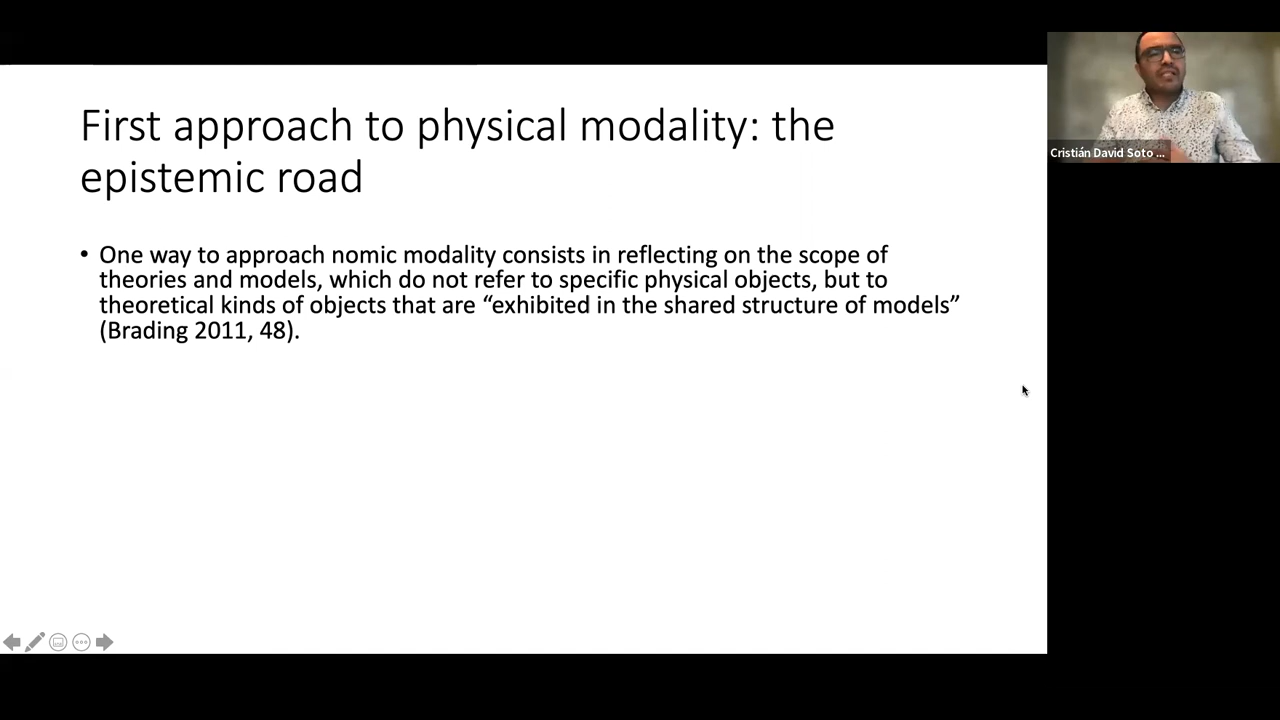 First approach to physical modality: the
epistemic road
• One way to approach nomic modality consists in reflecting on the scope of
theories and models, which do not refer to specific physical objects, but to
theoretical kinds of objects that are “exhibited in the shared structure of models”
(Brading 2011, 48).
Cristián David Soto ...